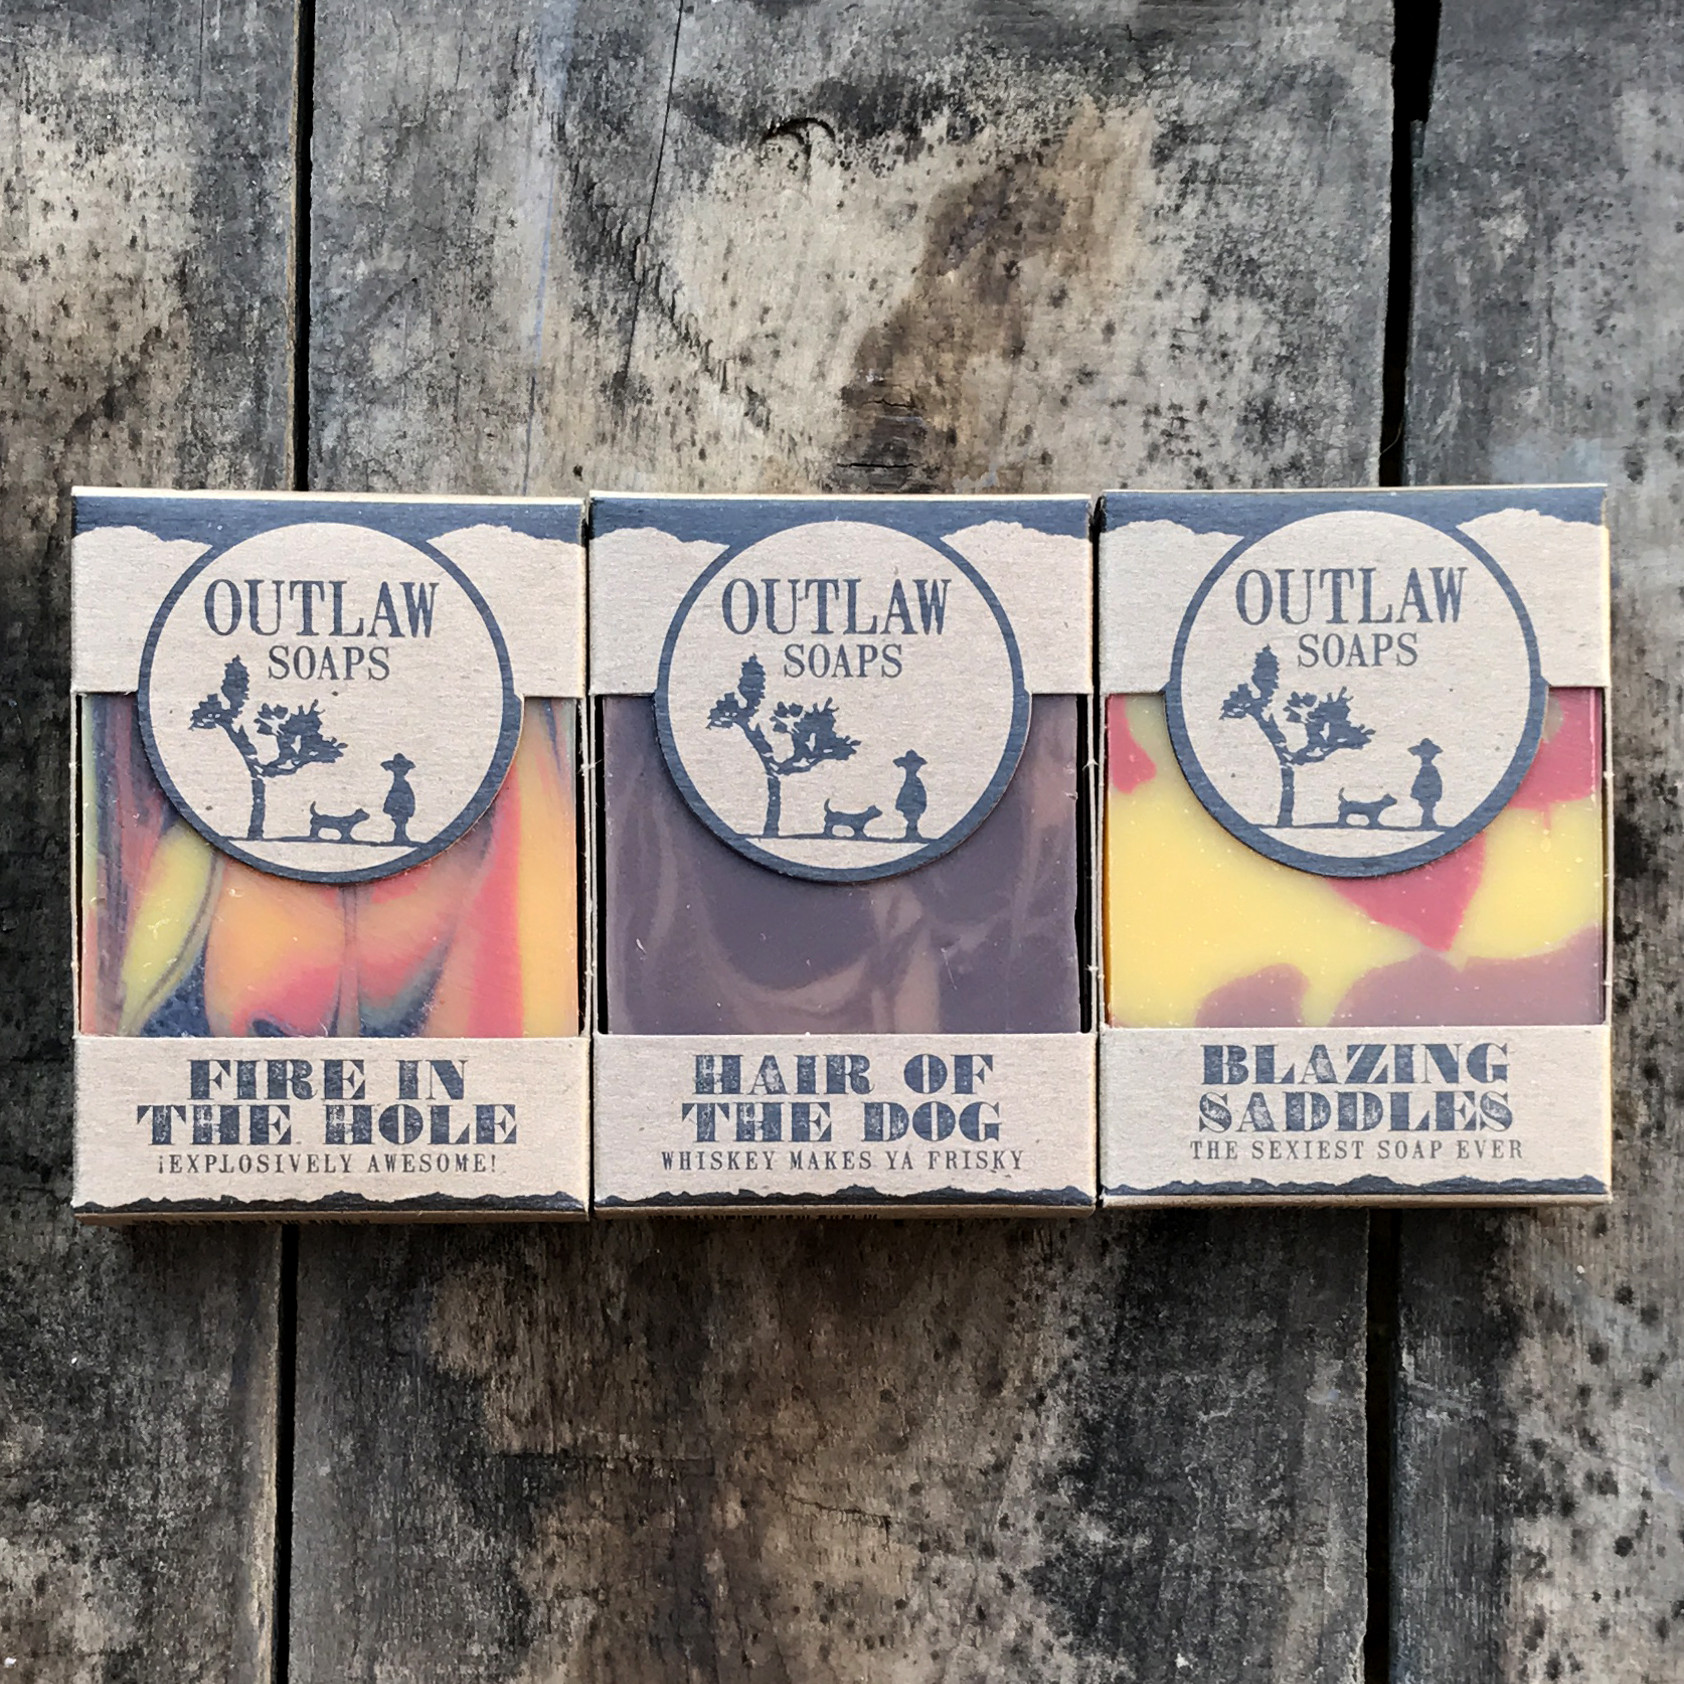 OUTLAW
SOAPS
FIRE IN
THE HOLE
¡EXPLOSIVELY AWESOME!
OUTLAW
SOAPS
HAIR OF
THE DOG
WHISKEY MAKES YA FRISKY
OUTLAW
SOAPS
BLAZING
SADDLES
THE SEXIEST SOAP EVER